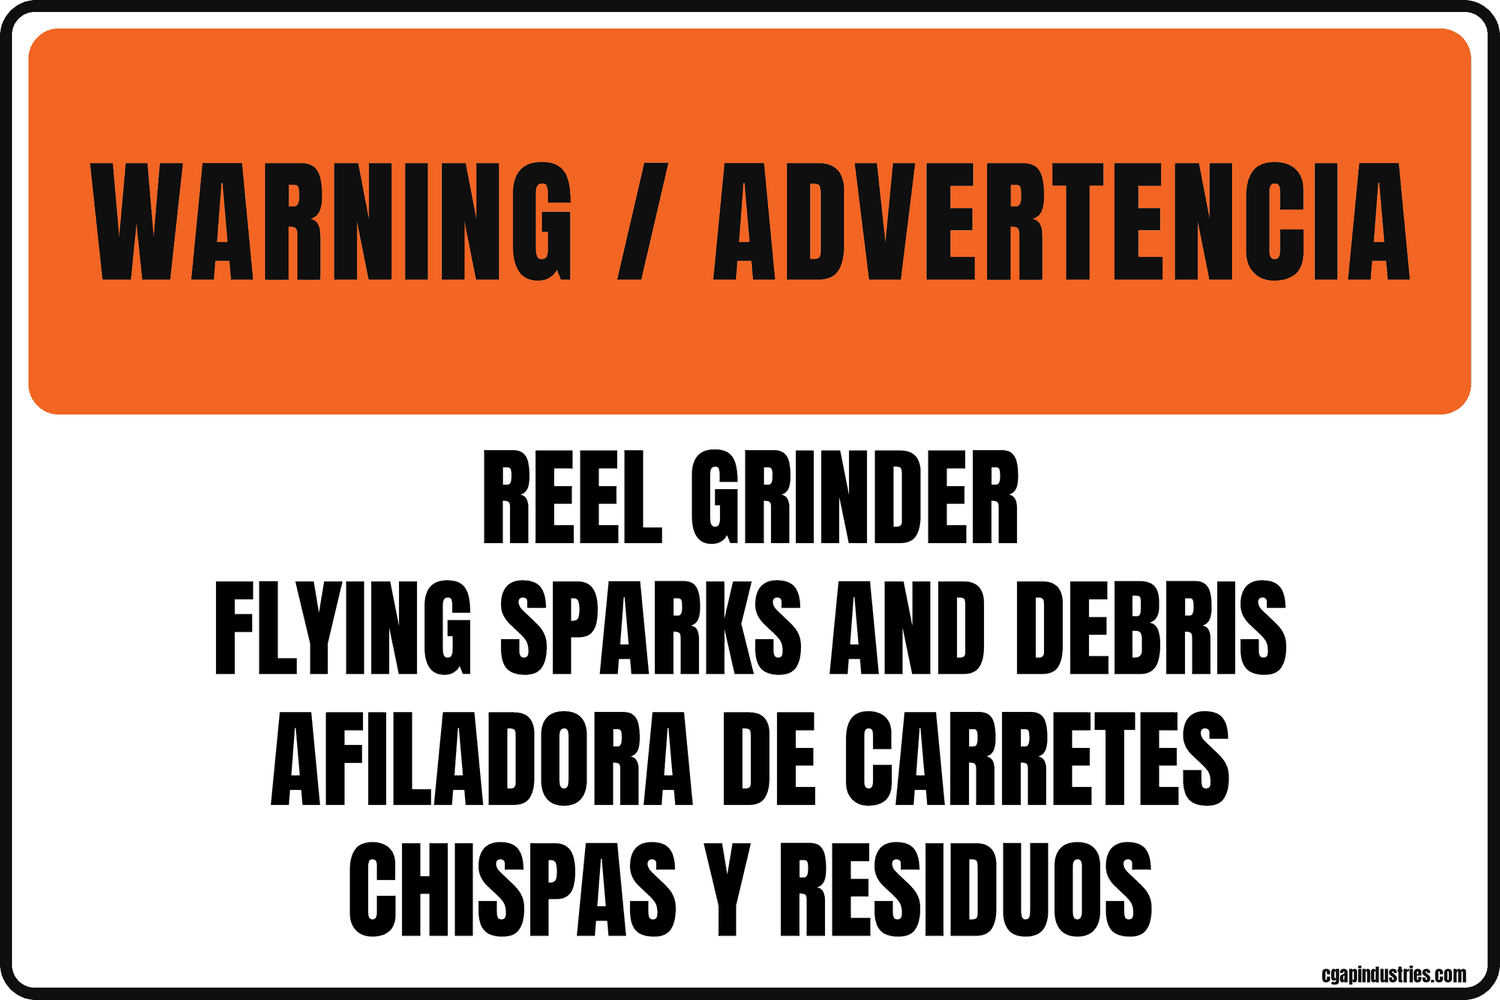 WARNING / ADVERTENCIA
REEL GRINDER
FLYING SPARKS AND DEBRIS
AFILADORA DE CARRETES
CHISPAS Y RESIDUOS
cgapindustries.com